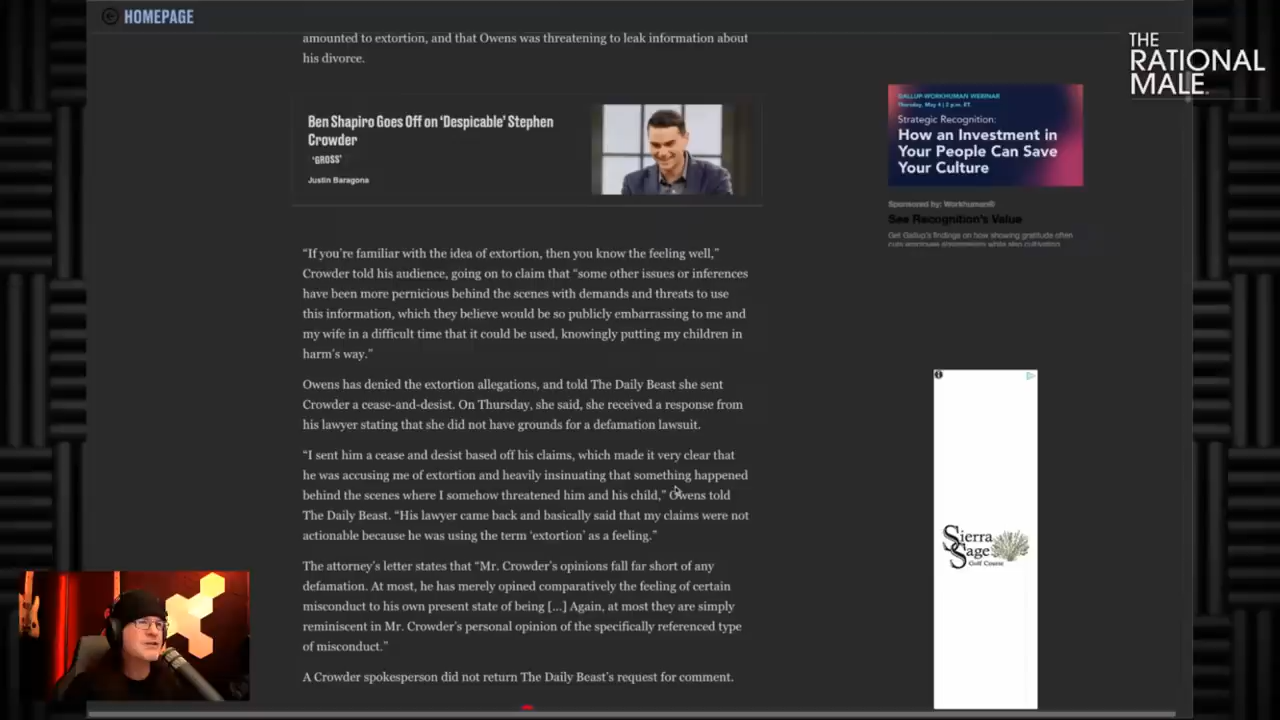 HOMEPAGE
THE
RATIONAL
MALE
amounted to extortion, and that Owens was threatening to leak information about
his divorce.
Ben Shapiro Goes Off on ‘Despicable’ Stephen
Crowder
‘GROSS’
Justin Baragona
GALLUP-WORKHUMAN WEBINAR
Thursday, May 4 | 2 p.m. ET.
Strategic Recognition:
How an Investment in
Your People Can Save
Your Culture
Sponsored by: Workhuman®
See Recognition's Value
Get Gallup's findings on how showing gratitude often
“If you’re familiar with the idea of extortion, then you know the feeling well,”
Crowder told his audience, going on to claim that “some other issues or inferences
have been more pernicious behind the scenes with demands and threats to use
this information, which they believe would be so publicly embarrassing to me and
my wife in a difficult time that it could be used, knowingly putting my children in
harm’s way.”
Owens has denied the extortion allegations, and told The Daily Beast she sent
Crowder a cease-and-desist. On Thursday, she said, she received a response from
his lawyer stating that she did not have grounds for a defamation lawsuit.
“I sent him a cease and desist based off his claims, which made it very clear that
he was accusing me of extortion and heavily insinuating that something happened
behind the scenes where I somehow threatened him and his child,” Owens told
The Daily Beast. “His lawyer came back and basically said that my claims were not
actionable because he was using the term ‘extortion’ as a feeling.”
The attorney’s letter states that “Mr. Crowder’s opinions fall far short of any
defamation. At most, he has merely opined comparatively the feeling of certain
misconduct to his own present state of being [...] Again, at most they are simply
reminiscent in Mr. Crowder’s personal opinion of the specifically referenced type
of misconduct.”
A Crowder spokesperson did not return The Daily Beast’s request for comment.
Sierra
Sage
Golf Course